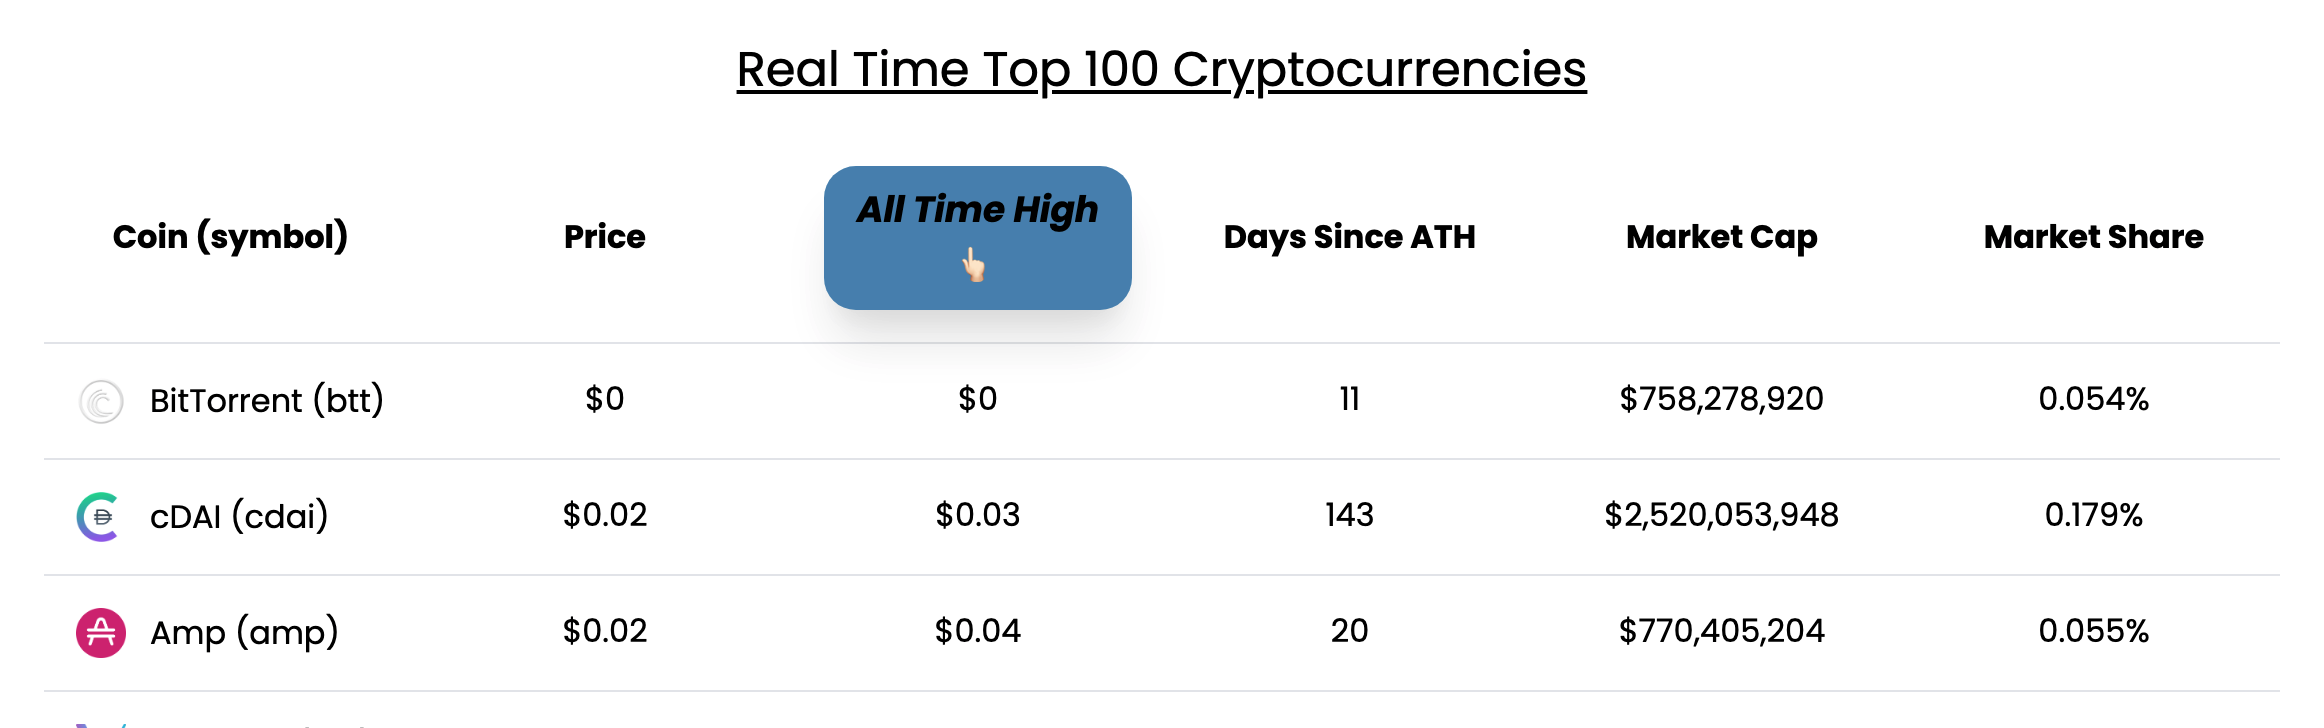 Real Time Top 100 Cryptocurrencies
Coin (symbol) Price All Time High Days Since ATH Market Cap Market Share
BitTorrent (btt) $0 $0 11 $758,278,920 0.054%
cDAI (cdai) $0.02 $0.03 143 $2,520,053,948 0.179%
Amp (amp) $0.02 $0.04 20 $770,405,204 0.055%